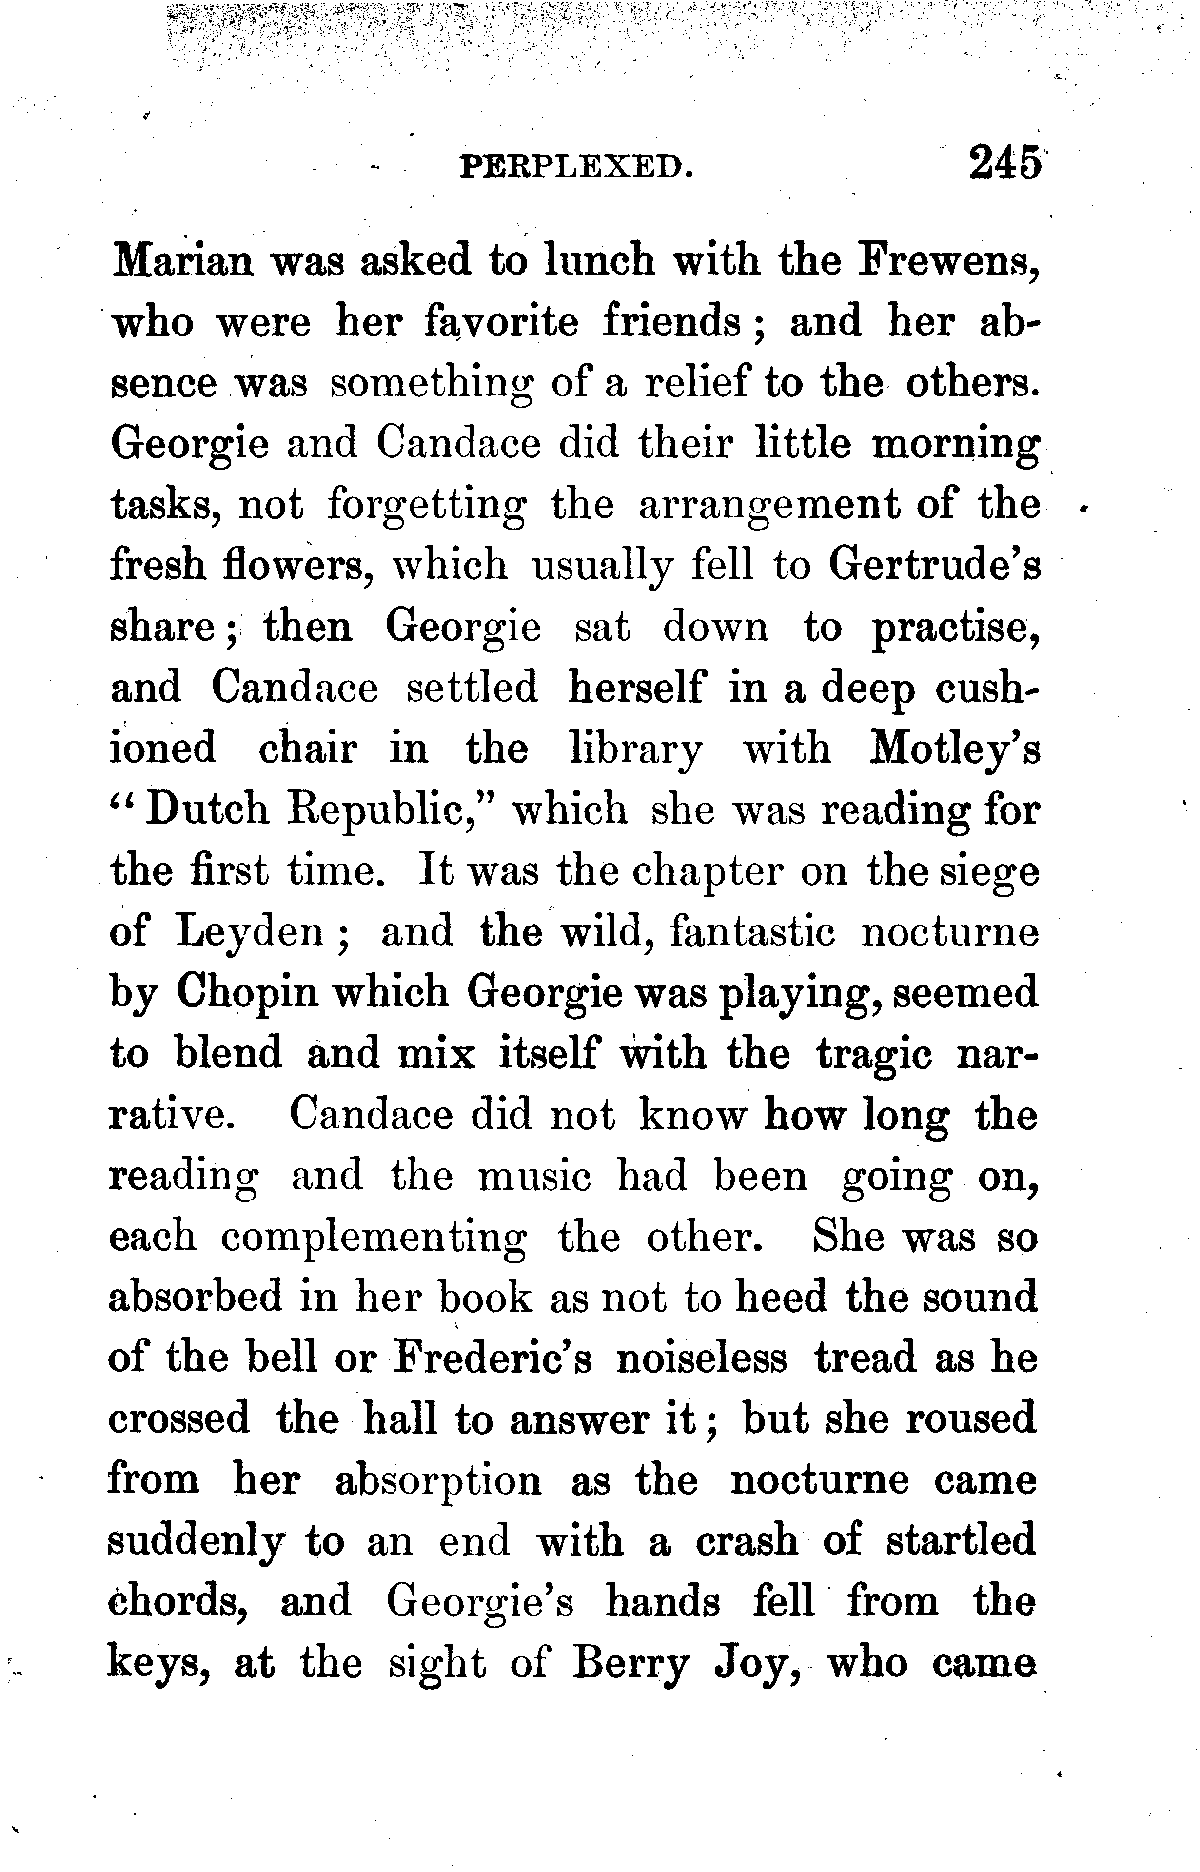 PERPLEXED. 245
Marian was asked to lunch with the Frewens,
who were her favorite friends ; and her ab-
sence was something of a relief to the others.
Georgie and Candace did their little morning
tasks, not forgetting the arrangement of the
fresh flowers, which usually fell to Gertrude's
share ; then Georgie sat down to practise,
and Candace settled herself in a deep cush-
ioned chair in the library with Motley's
“ Dutch Republic,” which she was reading for
the first time. It was the chapter on the siege
of Leyden ; and the wild, fantastic nocturne
by Chopin which Georgie was playing, seemed
to blend and mix itself with the tragic nar-
rative. Candace did not know how long the
reading and the music had been going on,
each complementing the other. She was so
absorbed in her book as not to heed the sound
of the bell or Frederic's noiseless tread as he
crossed the hall to answer it ; but she roused
from her absorption as the nocturne came
suddenly to an end with a crash of startled
chords, and Georgie's hands fell from the
keys, at the sight of Berry Joy, who came